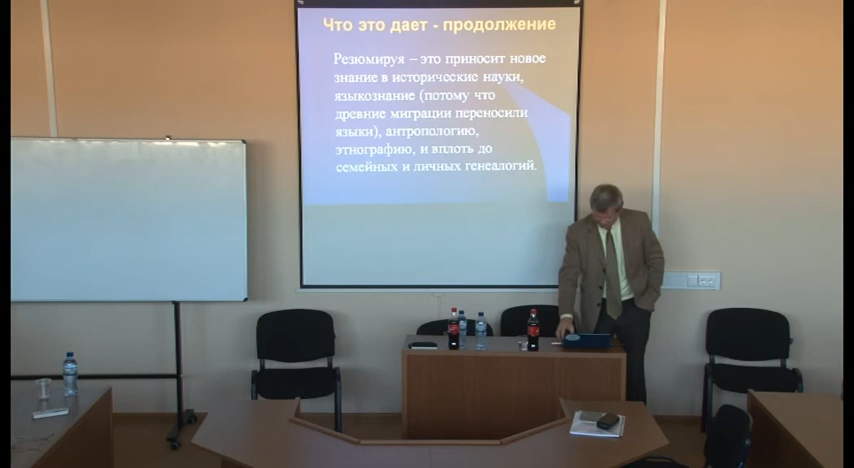 Что это дает - продолжение
Резюмируя – это приносит новое
знание в исторические науки,
языкознание (потому что
древние миграции переносили
языки), антропологию,
этнографию, и вплоть до
семейных и личных генеалогий.